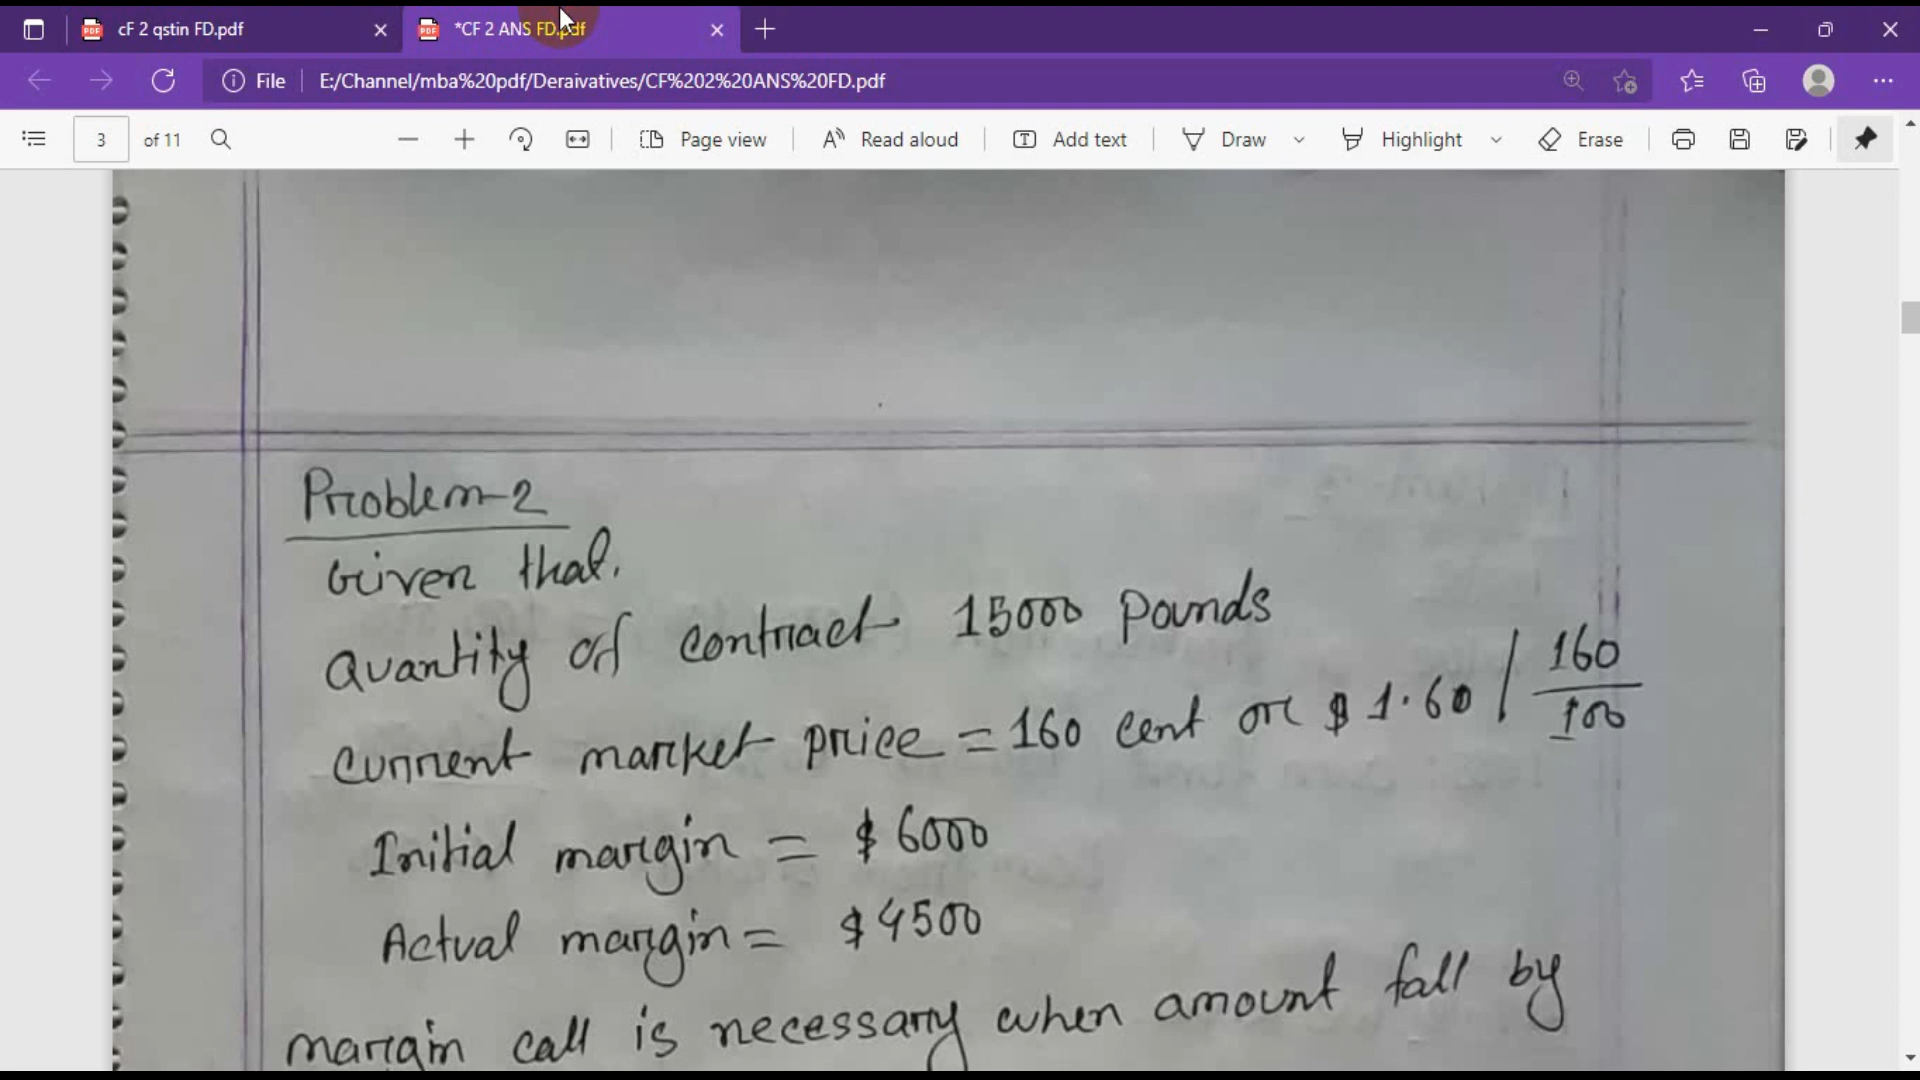 cF 2 qstin FD.pdf
*CF 2 ANS FD.pdf
File
E:/Channel/mba%20pdf/Deraivatives/CF%202%20ANS%20FD.pdf
3 of 11
Page view
Read aloud
Add text
Draw
Highlight
Erase
Problem-2
Given that.
Quantity of contract 15000 pounds
current market price = 160 cent or $ 1.60 / 160
100
Initial margin = $ 6000
Actual margin = $ 4500
margin call is necessary when amount fall by